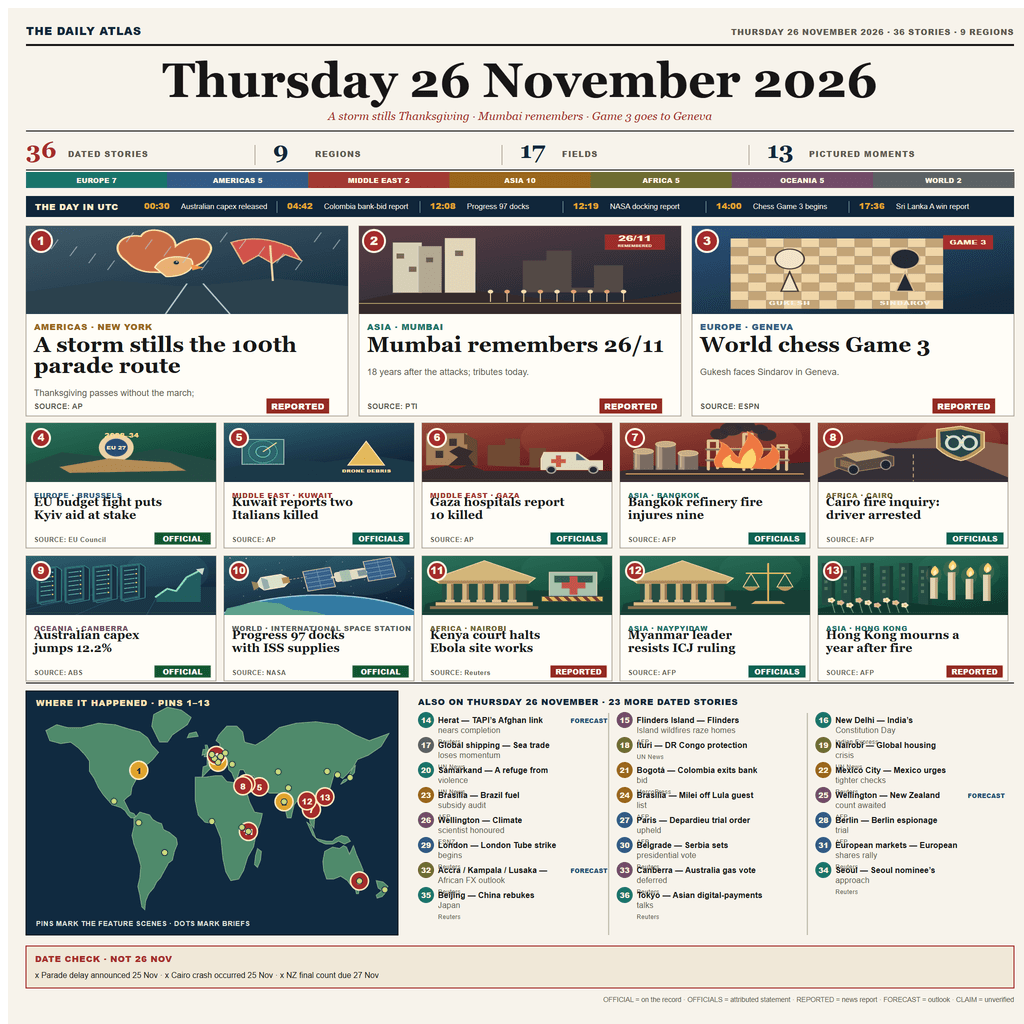 THE DAILY ATLAS
THURSDAY 26 NOVEMBER 2026 · 36 STORIES · 9 REGIONS
Thursday 26 November 2026
A storm stills Thanksgiving · Mumbai remembers · Game 3 goes to Geneva
36 DATED STORIES
9 REGIONS
17 FIELDS
13 PICTURED MOMENTS
EUROPE 7
AMERICAS 5
MIDDLE EAST 2
ASIA 10
AFRICA 5
OCEANIA 5
WORLD 2
THE DAY IN UTC
00:30 Australian capex released
04:42 Colombia bank-bid report
12:08 Progress 97 docks
12:19 NASA docking report
14:00 Chess Game 3 begins
17:36 Sri Lanka A win report
1
AMERICAS · NEW YORK
A storm stills the 100th
parade route
Thanksgiving passes without the march;
SOURCE: AP
REPORTED
2
26/11
REMEMBERED
ASIA · MUMBAI
Mumbai remembers 26/11
18 years after the attacks; tributes today.
SOURCE: PTI
REPORTED
3
GAME 3
GUKESH
SINDAROV
EUROPE · GENEVA
World chess Game 3
Gukesh faces Sindarov in Geneva.
SOURCE: ESPN
REPORTED
4
2028-34
EU 27
EUROPE · BRUSSELS
EU budget fight puts
Kyiv aid at stake
SOURCE: EU Council
OFFICIAL
5
DRONE DEBRIS
MIDDLE EAST · KUWAIT
Kuwait reports two
Italians killed
SOURCE: AP
OFFICIALS
6
MIDDLE EAST · GAZA
Gaza hospitals report
10 killed
SOURCE: AP
OFFICIALS
7
ASIA · BANGKOK
Bangkok refinery fire
injures nine
SOURCE: AFP
OFFICIALS
8
AFRICA · CAIRO
Cairo fire inquiry:
driver arrested
SOURCE: AFP
OFFICIALS
9
OCEANIA · CANBERRA
Australian capex
jumps 12.2%
SOURCE: ABS
OFFICIAL
10
WORLD · INTERNATIONAL SPACE STATION
Progress 97 docks
with ISS supplies
SOURCE: NASA
OFFICIAL
11
AFRICA · NAIROBI
Kenya court halts
Ebola site works
SOURCE: Reuters
REPORTED
12
ASIA · NAYPYIDAW
Myanmar leader
resists ICJ ruling
SOURCE: AFP
OFFICIALS
13
ASIA · HONG KONG
Hong Kong mourns a
year after fire
SOURCE: AFP
REPORTED
WHERE IT HAPPENED · PINS 1–13
1
8
5
12
13
7
PINS MARK THE FEATURE SCENES · DOTS MARK BRIEFS
ALSO ON THURSDAY 26 NOVEMBER · 23 MORE DATED STORIES
14 Herat — TAPI's Afghan link
nears completion
FORECAST
Reuters
15 Flinders Island — Flinders
Island wildfires raze homes
AFP
16 New Delhi — India's
Constitution Day
Indian Express
17 Global shipping — Sea trade
loses momentum
UN News
18 Ituri — DR Congo protection
UN News
19 Nairobi — Global housing
crisis
UN News
20 Samarkand — A refuge from
violence
UN News
21 Bogotá — Colombia exits bank
bid
22 Mexico City — Mexico urges
tighter checks
Reuters
23 Brasília — Brazil fuel
subsidy audit
24 Brasília — Milei off Lula guest
list
25 Wellington — New Zealand
count awaited
FORECAST
26 Wellington — Climate
scientist honoured
27 Paris — Depardieu trial order
upheld
28 Berlin — Berlin espionage
trial
29 London — London Tube strike
begins
Reuters
30 Belgrade — Serbia sets
presidential vote
Reuters
31 European markets — European
shares rally
Reuters
32 Accra / Kampala / Lusaka —
African FX outlook
FORECAST
Reuters
33 Canberra — Australia gas vote
deferred
Reuters
34 Seoul — Seoul nominee's
approach
Reuters
35 Beijing — China rebukes
Japan
Reuters
36 Tokyo — Asian digital-payments
talks
Reuters
DATE CHECK · NOT 26 NOV
x Parade delay announced 25 Nov · x Cairo crash occurred 25 Nov · x NZ final count due 27 Nov
OFFICIAL = on the record · OFFICIALS = attributed statement · REPORTED = news report · FORECAST = outlook · CLAIM = unverified